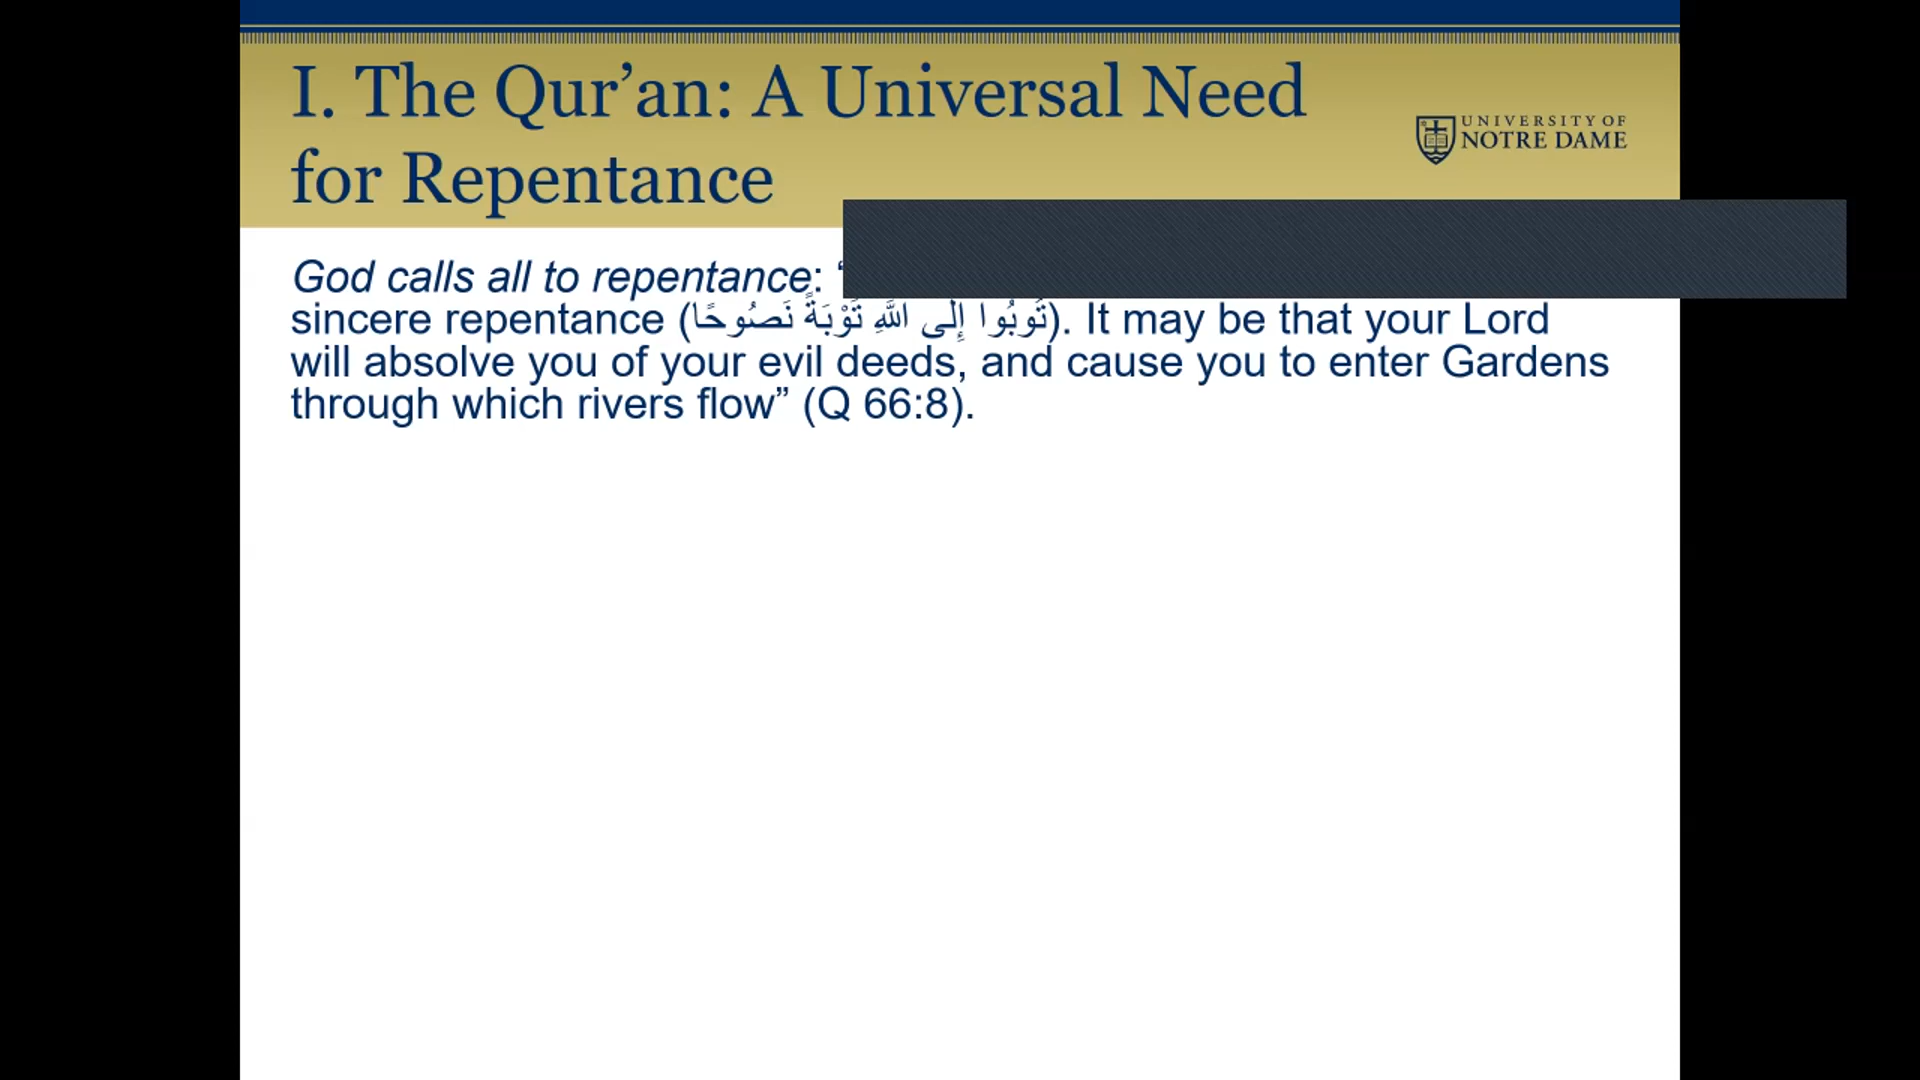 I. The Qur’an: A Universal Need
for Repentance
UNIVERSITY OF
NOTRE DAME
God calls all to repentance: “
sincere repentance (تُوبُوا إِلَى اللَّهِ تَوْبَةً نَصُوحًا). It may be that your Lord
will absolve you of your evil deeds, and cause you to enter Gardens
through which rivers flow” (Q 66:8).